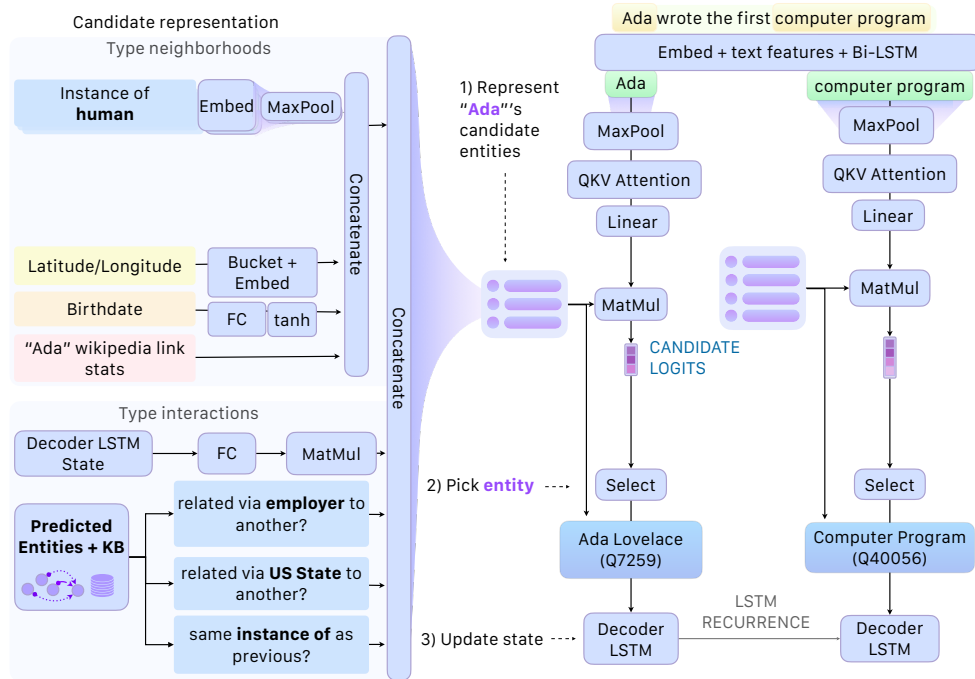 Candidate representation
Type neighborhoods
Instance of
human
Embed
MaxPool
Latitude/Longitude
Bucket +
Embed
Birthdate
FC
tanh
“Ada” wikipedia link
stats
Concatenate
Concatenate
Type interactions
Decoder LSTM
State
FC
MatMul
Predicted
Entities + KB
related via employer to
another?
related via US State to
another?
same instance of as
previous?
1) Represent
“Ada”’s
candidate
entities
2) Pick entity
3) Update state
Ada wrote the first computer program
Embed + text features + Bi-LSTM
Ada
MaxPool
QKV Attention
Linear
MatMul
CANDIDATE
LOGITS
Select
Ada Lovelace
(Q7259)
Decoder
LSTM
LSTM
RECURRENCE
computer program
MaxPool
QKV Attention
Linear
MatMul
Select
Computer Program
(Q40056)
Decoder
LSTM